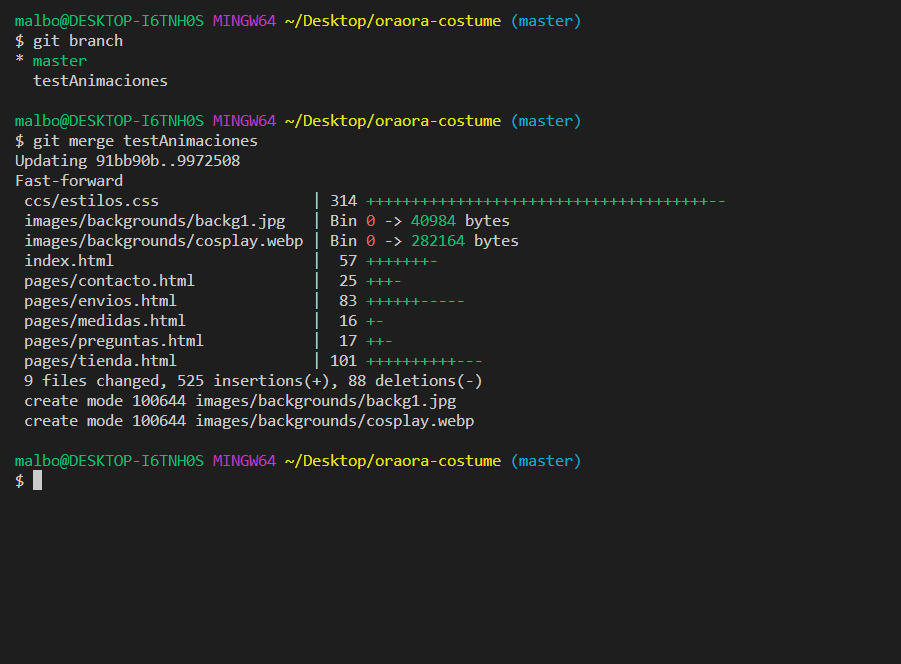 malbo@DESKTOP-I6TNH0S MINGW64 ~/Desktop/oraora-costume (master)
$ git branch
* master
  testAnimaciones

malbo@DESKTOP-I6TNH0S MINGW64 ~/Desktop/oraora-costume (master)
$ git merge testAnimaciones
Updating 91bb90b..9972508
Fast-forward
 ccs/estilos.css                 | 314 ++++++++++++++++++++++++++++++++++++++--
 images/backgrounds/backg1.jpg   | Bin 0 -> 40984 bytes
 images/backgrounds/cosplay.webp | Bin 0 -> 282164 bytes
 index.html                      |  57 +++++++-
 pages/contacto.html             |  25 +++-
 pages/envios.html               |  83 ++++++-----
 pages/medidas.html              |  16 +-
 pages/preguntas.html            |  17 ++-
 pages/tienda.html               | 101 ++++++++++---
 9 files changed, 525 insertions(+), 88 deletions(-)
 create mode 100644 images/backgrounds/backg1.jpg
 create mode 100644 images/backgrounds/cosplay.webp

malbo@DESKTOP-I6TNH0S MINGW64 ~/Desktop/oraora-costume (master)
$